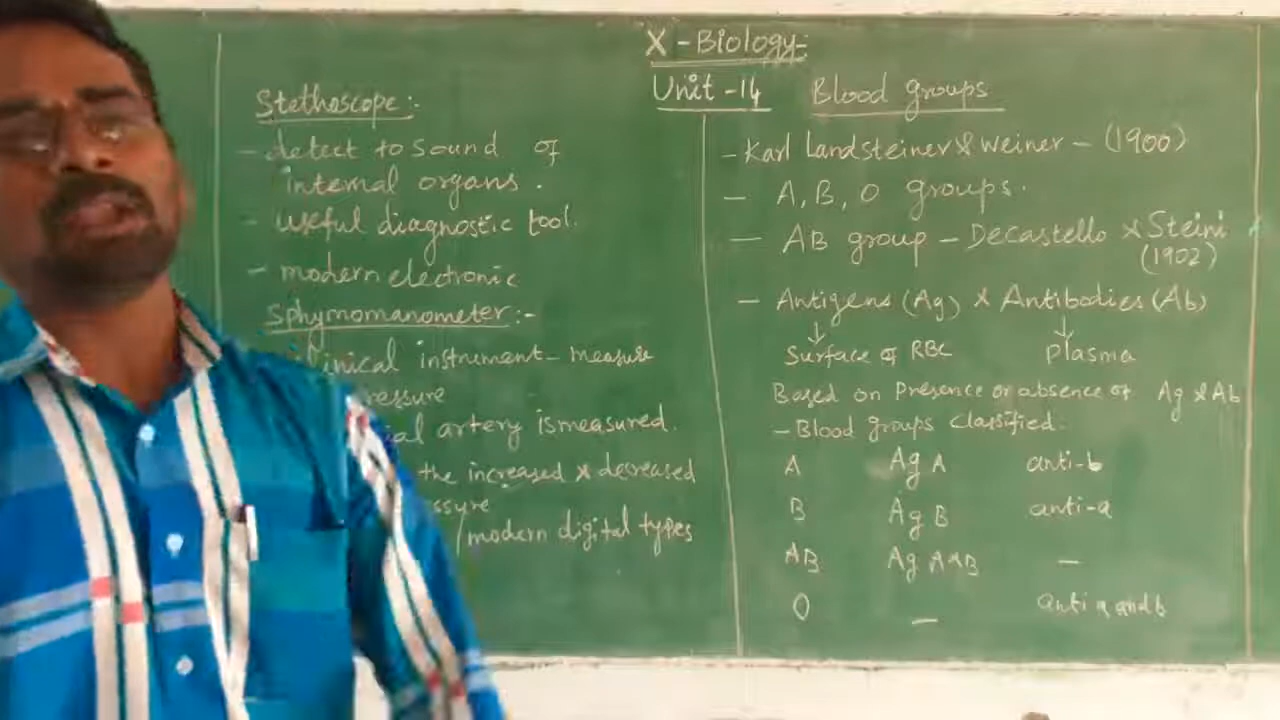 X - Biology:-
Unit - 14 Blood groups
Stethoscope :-
- detect to sound of
internal organs.
- useful diagnostic tool.
- modern electronic
Sphymomanometer :-
linical instrument - measure
ressure
al artery is measured.
the increased & decreased
ssure
/modern digital types
- Karl Landsteiner & Weiner - (1900)
- A, B, O groups.
- AB group - Decastello & Steini
(1902)
- Antigens (Ag) & Antibodies (Ab)
↓ ↓
Surface of RBC plasma
Based on Presence or absence of Ag & Ab
- Blood groups classified.
A Ag A anti-b
B Ag B anti-a
AB Ag A&B -
O - anti a and b